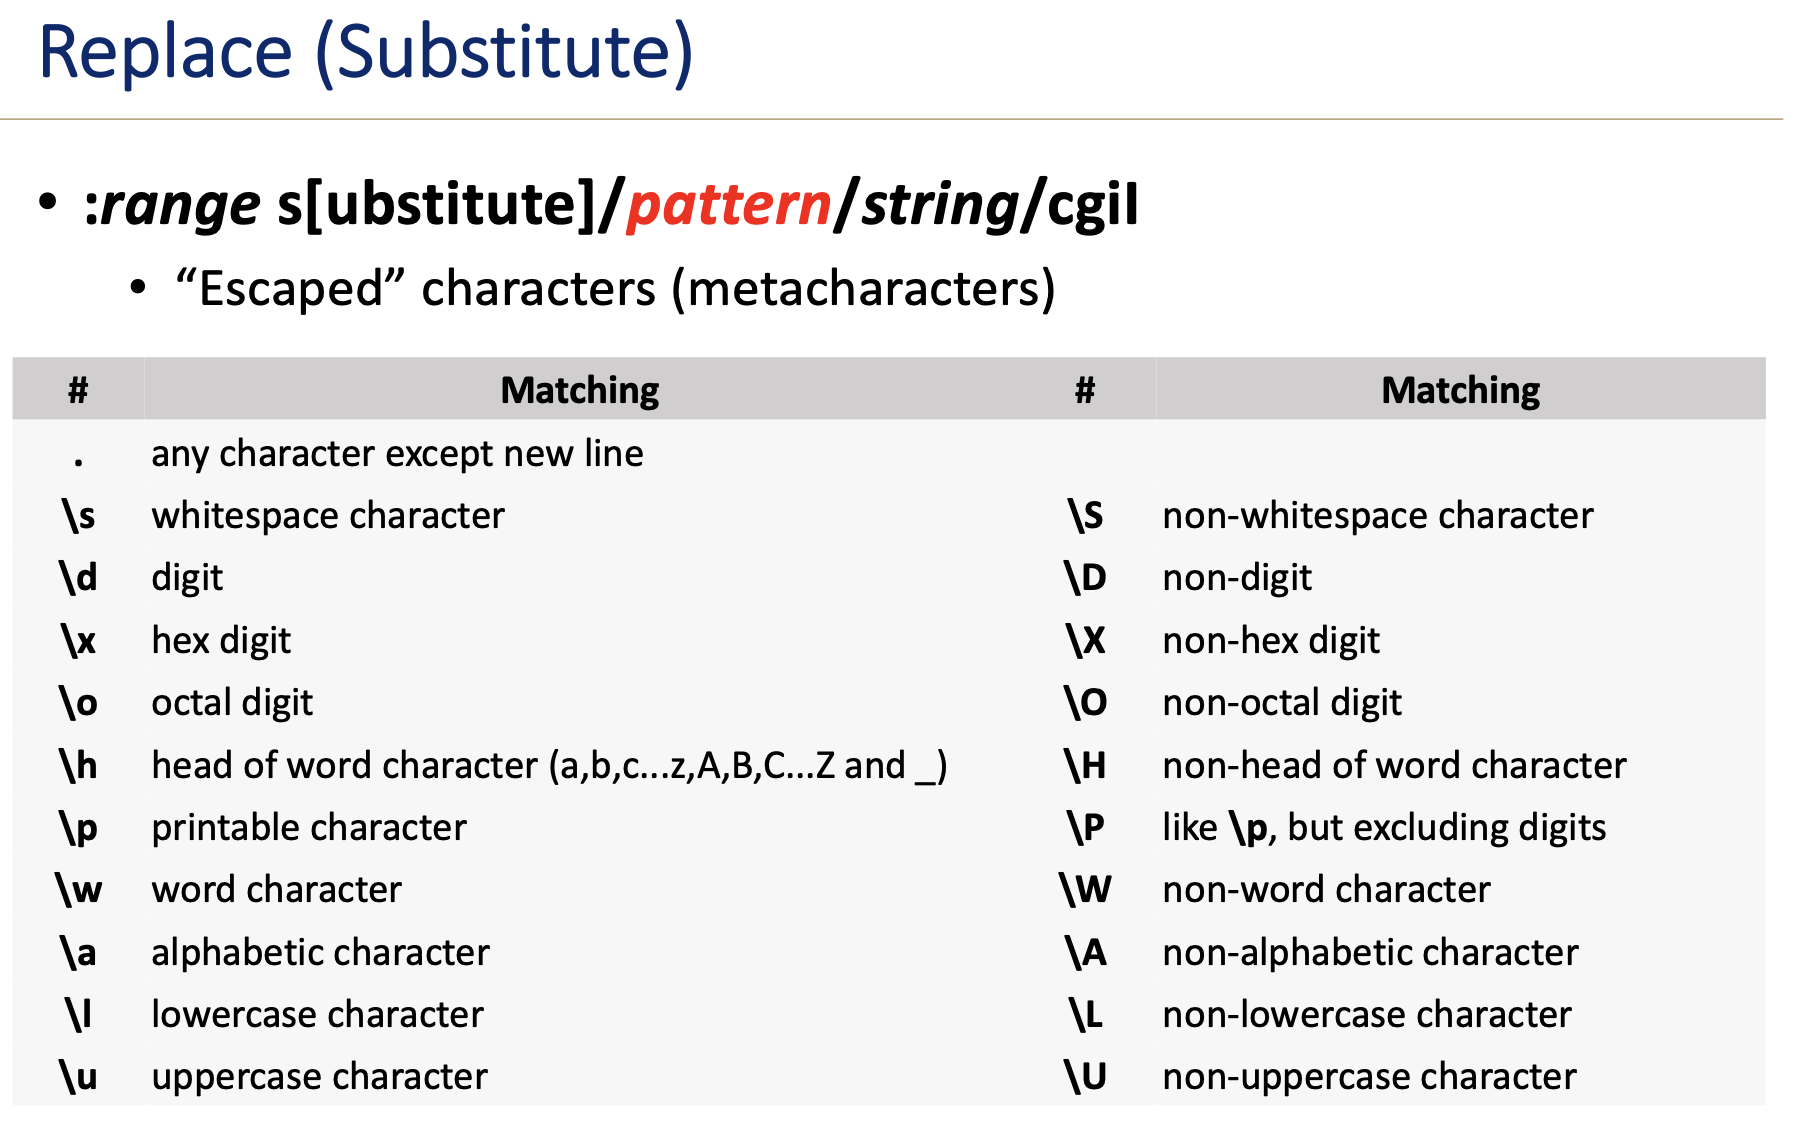 Replace (Substitute)
• :range s[ubstitute]/pattern/string/cgiI
• “Escaped” characters (metacharacters)
# Matching # Matching
. any character except new line
\s whitespace character \S non-whitespace character
\d digit \D non-digit
\x hex digit \X non-hex digit
\o octal digit \O non-octal digit
\h head of word character (a,b,c...z,A,B,C...Z and _) \H non-head of word character
\p printable character \P like \p, but excluding digits
\w word character \W non-word character
\a alphabetic character \A non-alphabetic character
\l lowercase character \L non-lowercase character
\u uppercase character \U non-uppercase character